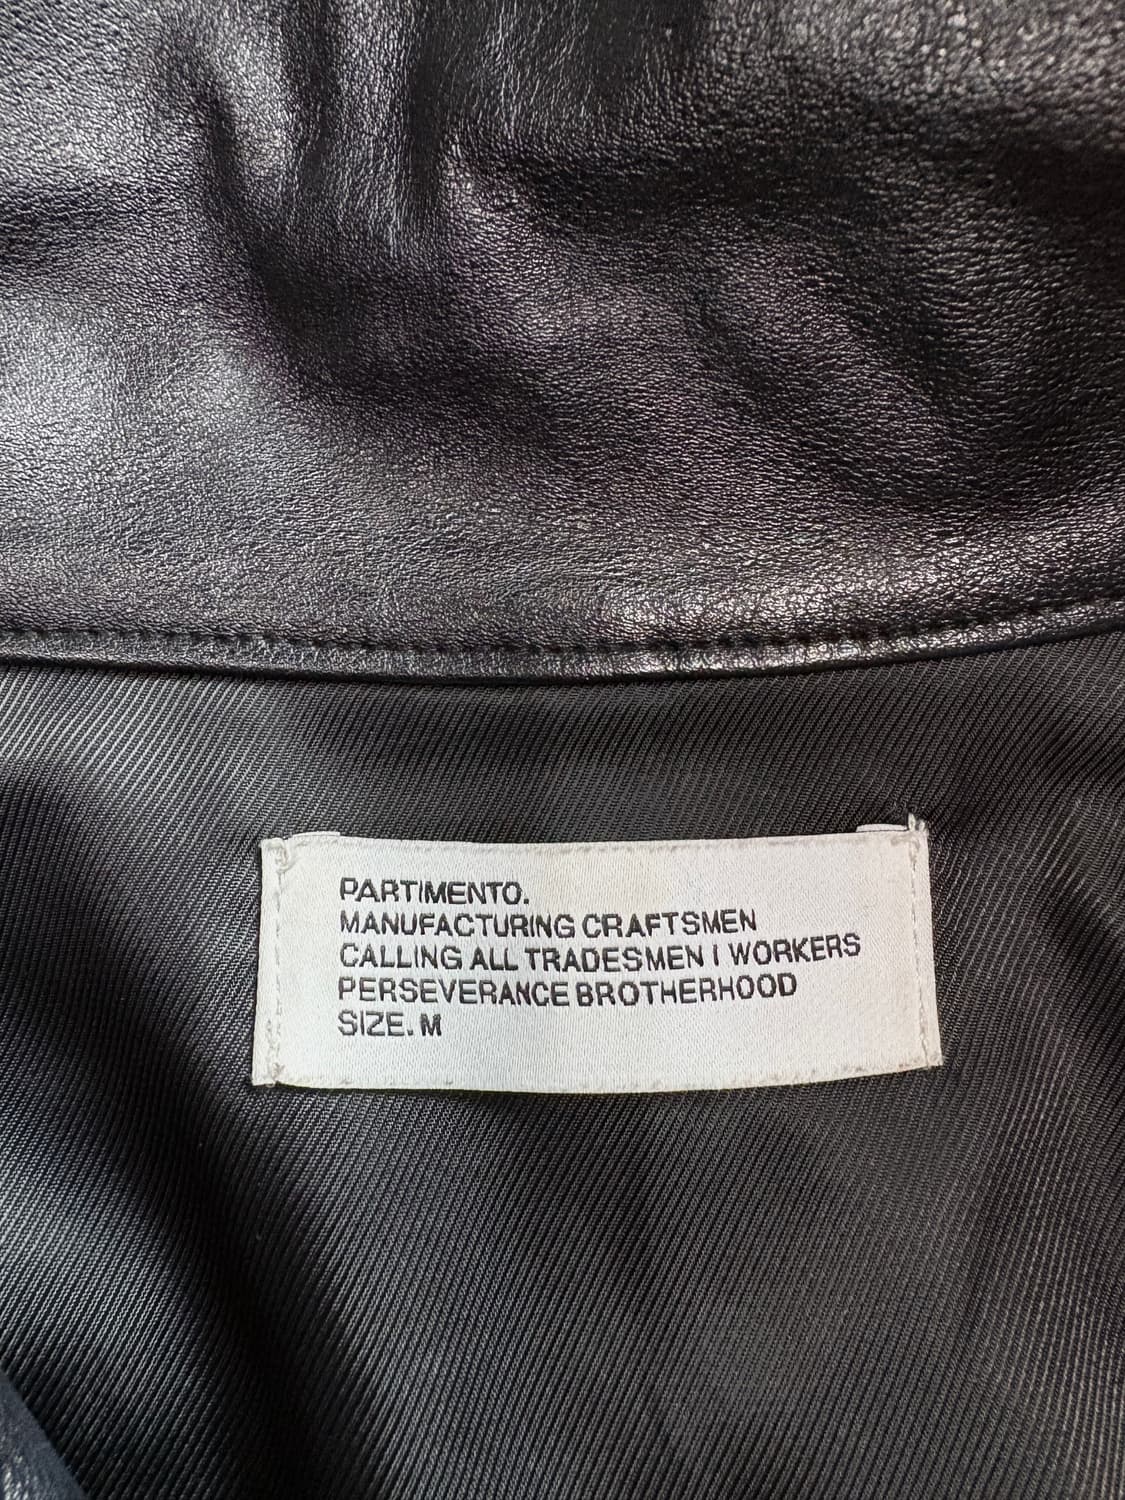 PARTIMENTO.
MANUFACTURING CRAFTSMEN
CALLING ALL TRADESMEN I WORKERS
PERSEVERANCE BROTHERHOOD
SIZE. M